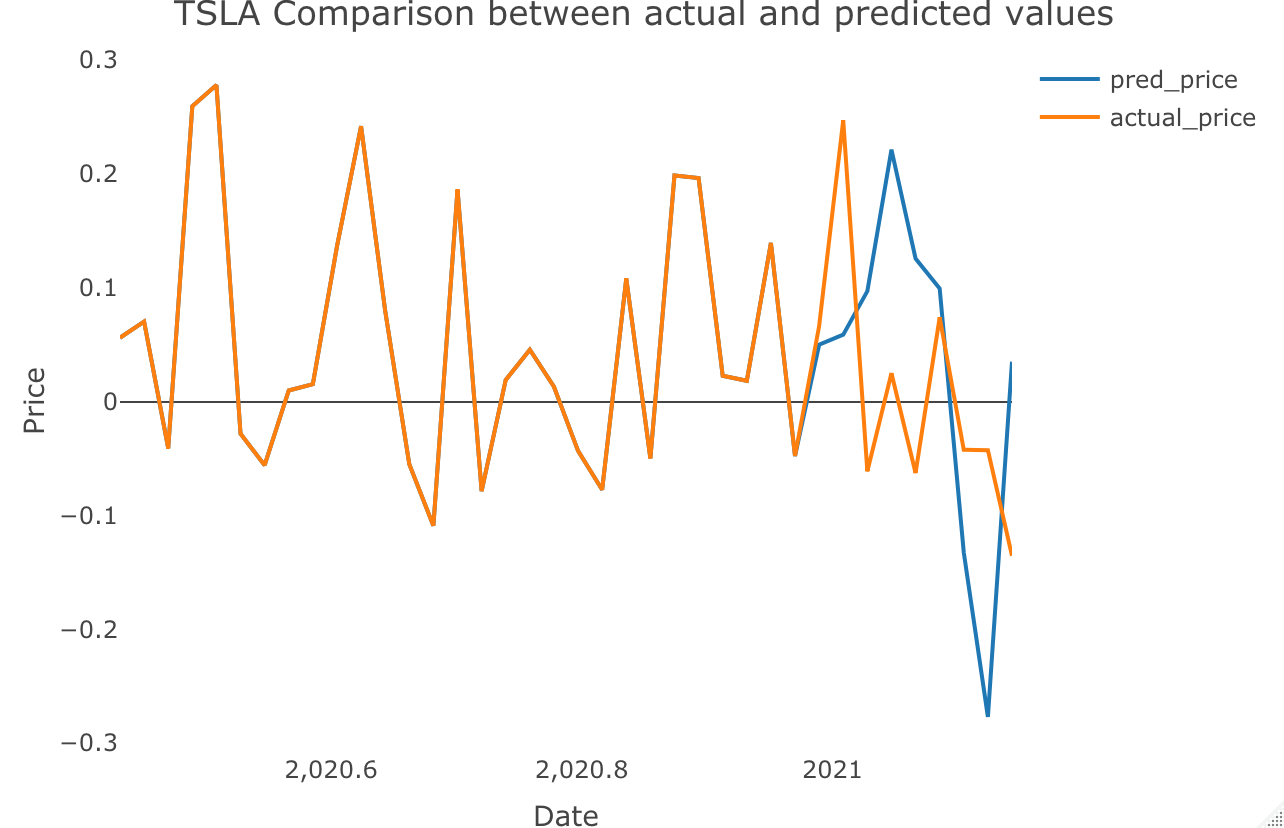 TSLA Comparison between actual and predicted values
pred_price
actual_price
0.3
0.2
0.1
0
−0.1
−0.2
−0.3
Price
2,020.6
2,020.8
2021
Date